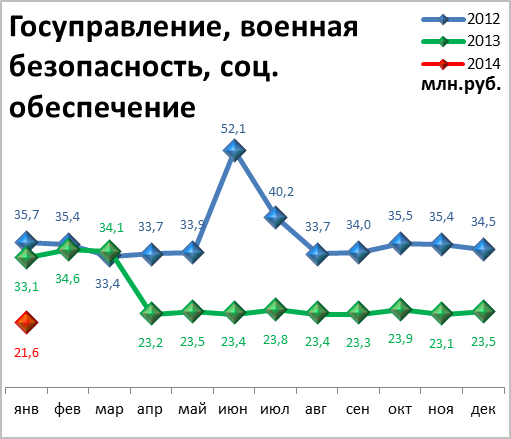 Госуправление, военная
безопасность, соц.
обеспечение
2012
2013
2014
млн.руб.
52,1
40,2
35,7 35,4 34,1 33,7 33,9 33,7 34,0 35,5 35,4 34,5
33,1 34,6 33,4
21,6 23,2 23,5 23,4 23,8 23,4 23,3 23,9 23,1 23,5
янв фев мар апр май июн июл авг сен окт ноя дек